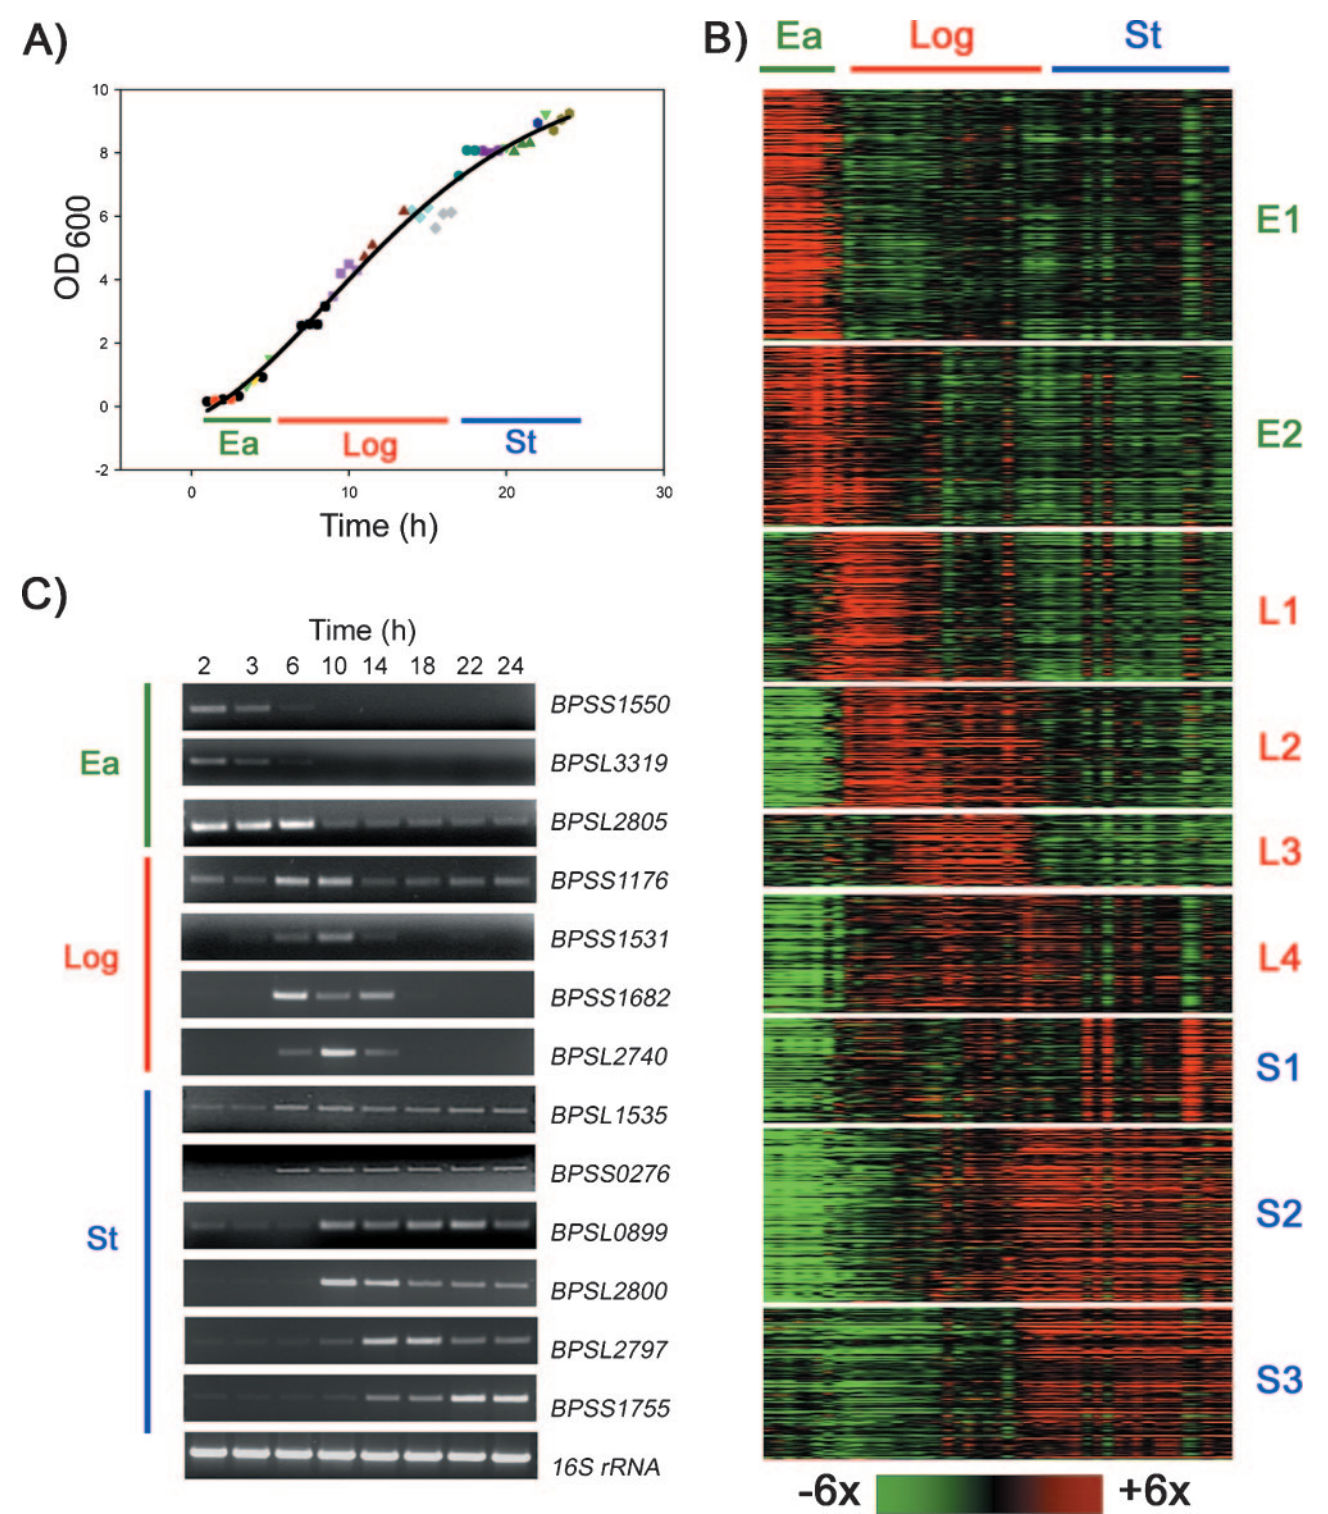 A)
10
8
6
4
2
0
-2
OD600
Ea
Log
St
0
10
20
30
Time (h)
B)
Ea
Log
St
E1
E2
L1
L2
L3
L4
S1
S2
S3
-6x
+6x
C)
Time (h)
2 3 6 10 14 18 22 24
Ea
Log
St
BPSS1550
BPSL3319
BPSL2805
BPSS1176
BPSS1531
BPSS1682
BPSL2740
BPSL1535
BPSS0276
BPSL0899
BPSL2800
BPSL2797
BPSS1755
16S rRNA